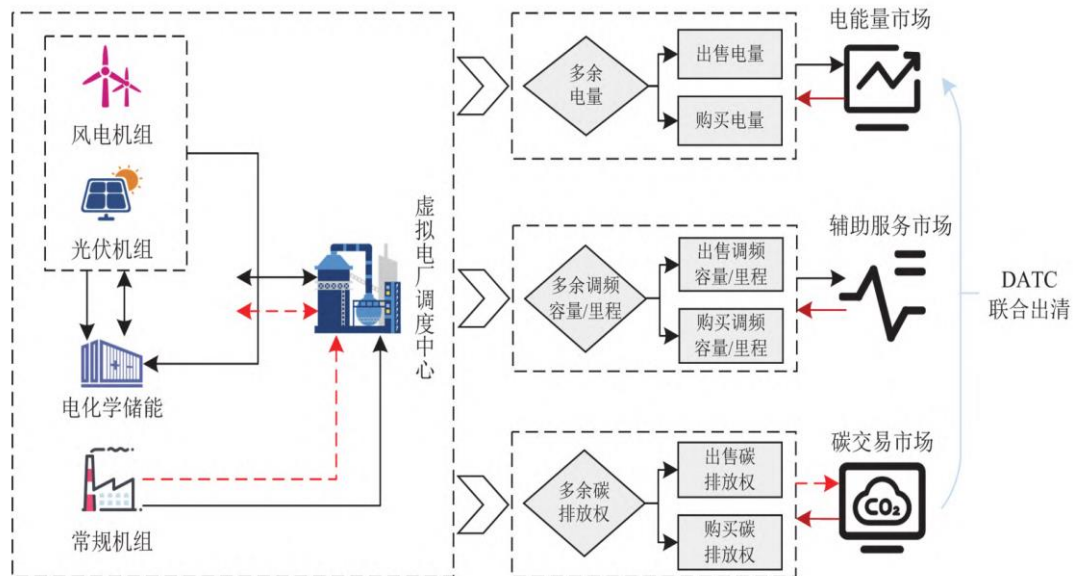 风电机组
光伏机组
电化学储能
常规机组
虚拟电厂调度中心
多余
电量
出售电量
购买电量
电能量市场
多余调频
容量/里程
出售调频
容量/里程
购买调频
容量/里程
辅助服务市场
多余碳
排放权
出售碳
排放权
购买碳
排放权
碳交易市场
CO₂
DATC
联合出清